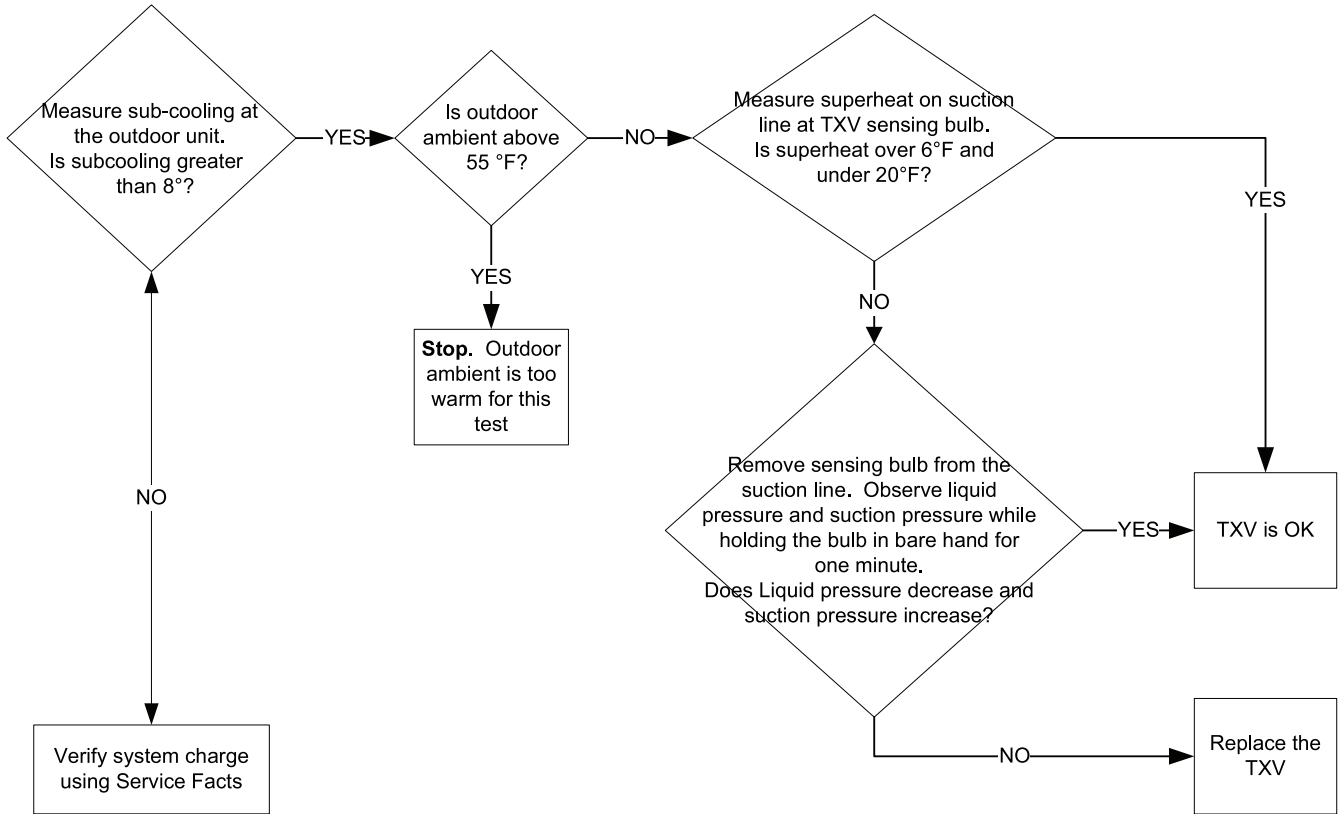 Measure sub-cooling at
the outdoor unit.
Is subcooling greater
than 8°?
YES
Is outdoor
ambient above
55 °F?
NO
Measure superheat on suction
line at TXV sensing bulb.
Is superheat over 6°F and
under 20°F?
YES
YES
Stop. Outdoor
ambient is too
warm for this
test
NO
NO
Remove sensing bulb from the
suction line. Observe liquid
pressure and suction pressure while
holding the bulb in bare hand for
one minute.
Does Liquid pressure decrease and
suction pressure increase?
YES
TXV is OK
Verify system charge
using Service Facts
NO
Replace the
TXV